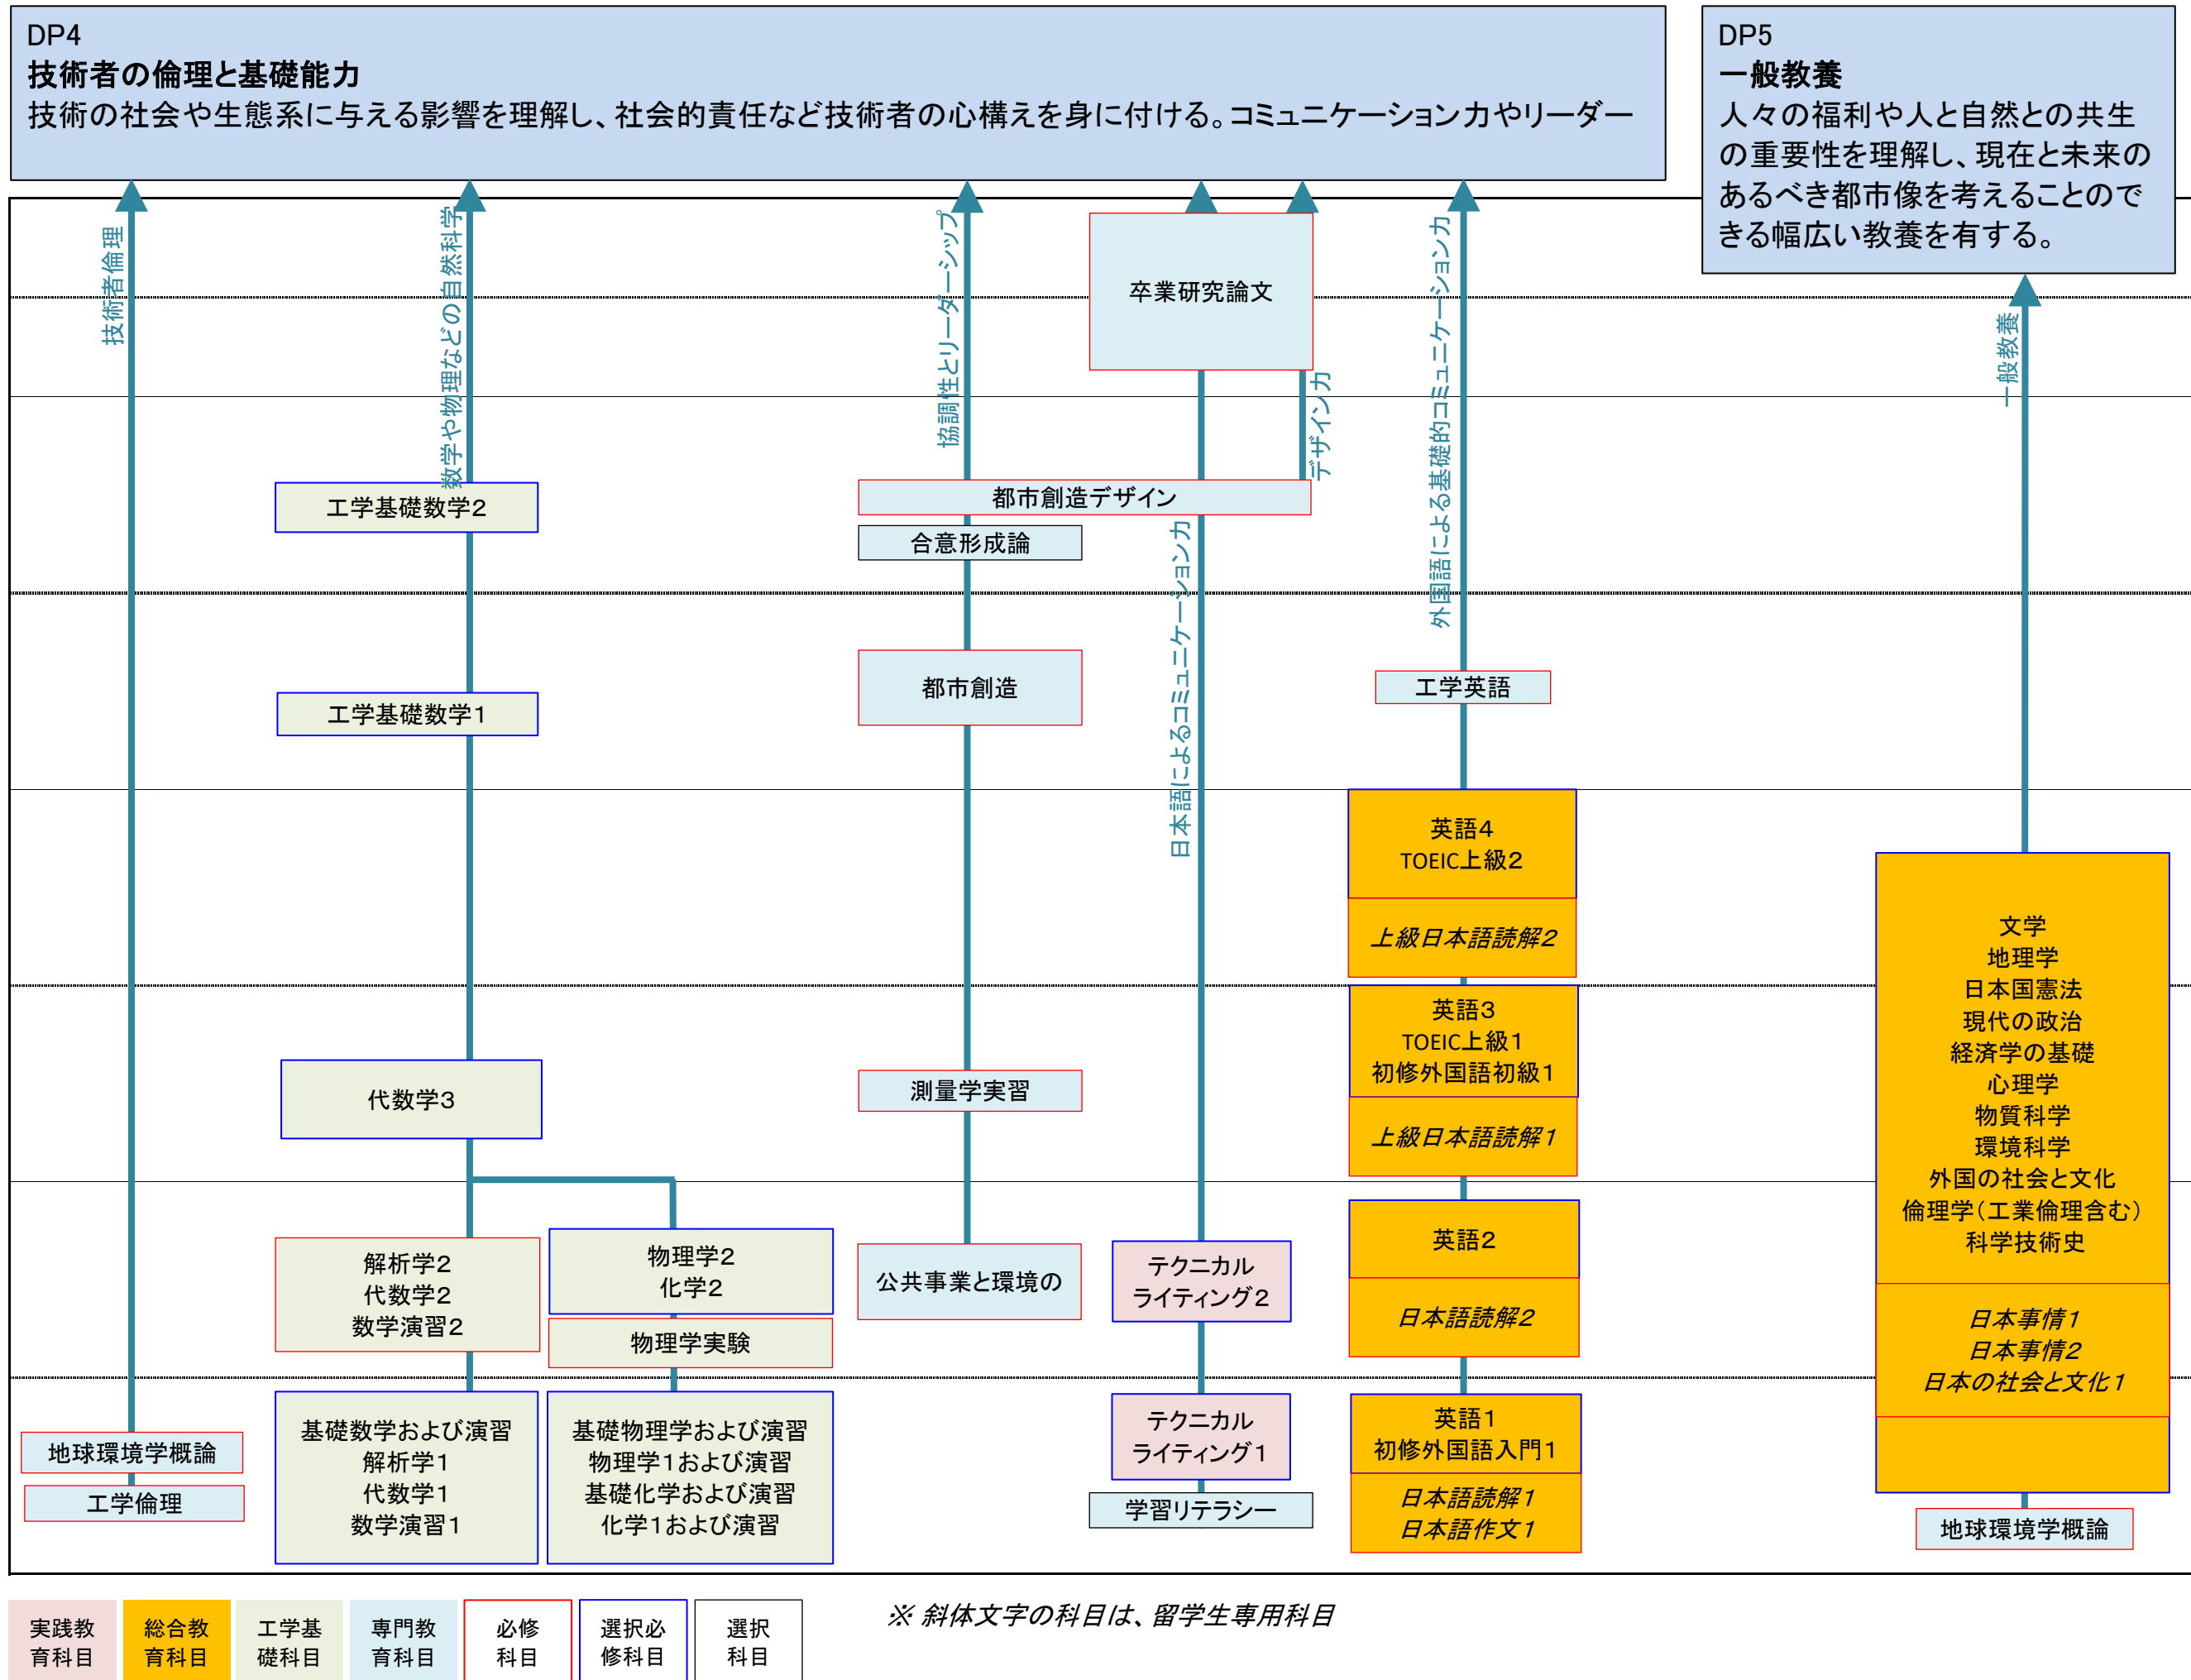 DP4
技術者の倫理と基礎能力
技術の社会や生態系に与える影響を理解し、社会的責任など技術者の心構えを身に付ける。コミュニケーション力やリーダー
DP5
一般教養
人々の福利や人と自然との共生
の重要性を理解し、現在と未来の
あるべき都市像を考えることので
きる幅広い教養を有する。
技術者倫理
数学や物理などの自然科学
協調性とリーダーシップ
卒業研究論文
デザイン力
外国語による基礎的コミュニケーション力
一般教養
工学基礎数学2
都市創造デザイン
合意形成論
日本語によるコミュニケーション力
工学基礎数学1
都市創造
工学英語
英語4
TOEIC上級2
上級日本語読解2
英語3
TOEIC上級1
初修外国語初級1
上級日本語読解1
代数学3
測量学実習
文学
地理学
日本国憲法
現代の政治
経済学の基礎
心理学
物質科学
環境科学
外国の社会と文化
倫理学(工業倫理含む)
科学技術史
日本事情1
日本事情2
日本の社会と文化1
解析学2
代数学2
数学演習2
物理学2
化学2
物理学実験
公共事業と環境の
テクニカル
ライティング2
英語2
日本語読解2
地球環境学概論
工学倫理
基礎数学および演習
解析学1
代数学1
数学演習1
基礎物理学および演習
物理学1および演習
基礎化学および演習
化学1および演習
テクニカル
ライティング1
学習リテラシー
英語1
初修外国語入門1
日本語読解1
日本語作文1
地球環境学概論
実践教
育科目
総合教
育科目
工学基
礎科目
専門教
育科目
必修
科目
選択必
修科目
選択
科目
※ 斜体文字の科目は、留学生専用科目